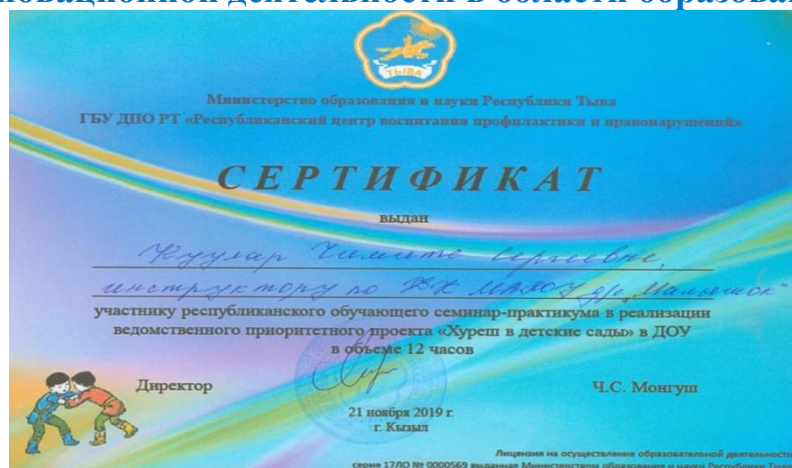 новационной деятельности в области образова
ТЫВА
Министерство образования и науки Республики Тыва
ГБУ ДПО РТ «Республиканский центр воспитания профилактики и правонарушений»
СЕРТИФИКАТ
выдан
Куулар Чимите Сергеевне,
инструктору по ФК МАДОУ д/с „Малышок"
участнику республиканского обучающего семинар-практикума в реализации
ведомственного приоритетного проекта «Хуреш в детские сады» в ДОУ
в объеме 12 часов
Директор
Ч.С. Монгуш
21 ноября 2019 г.
г. Кызыл
Лицензия на осуществление образовательной деятельности
серия 17ЛО № 0000569 выданная Министерством образования и науки Республики Тыва